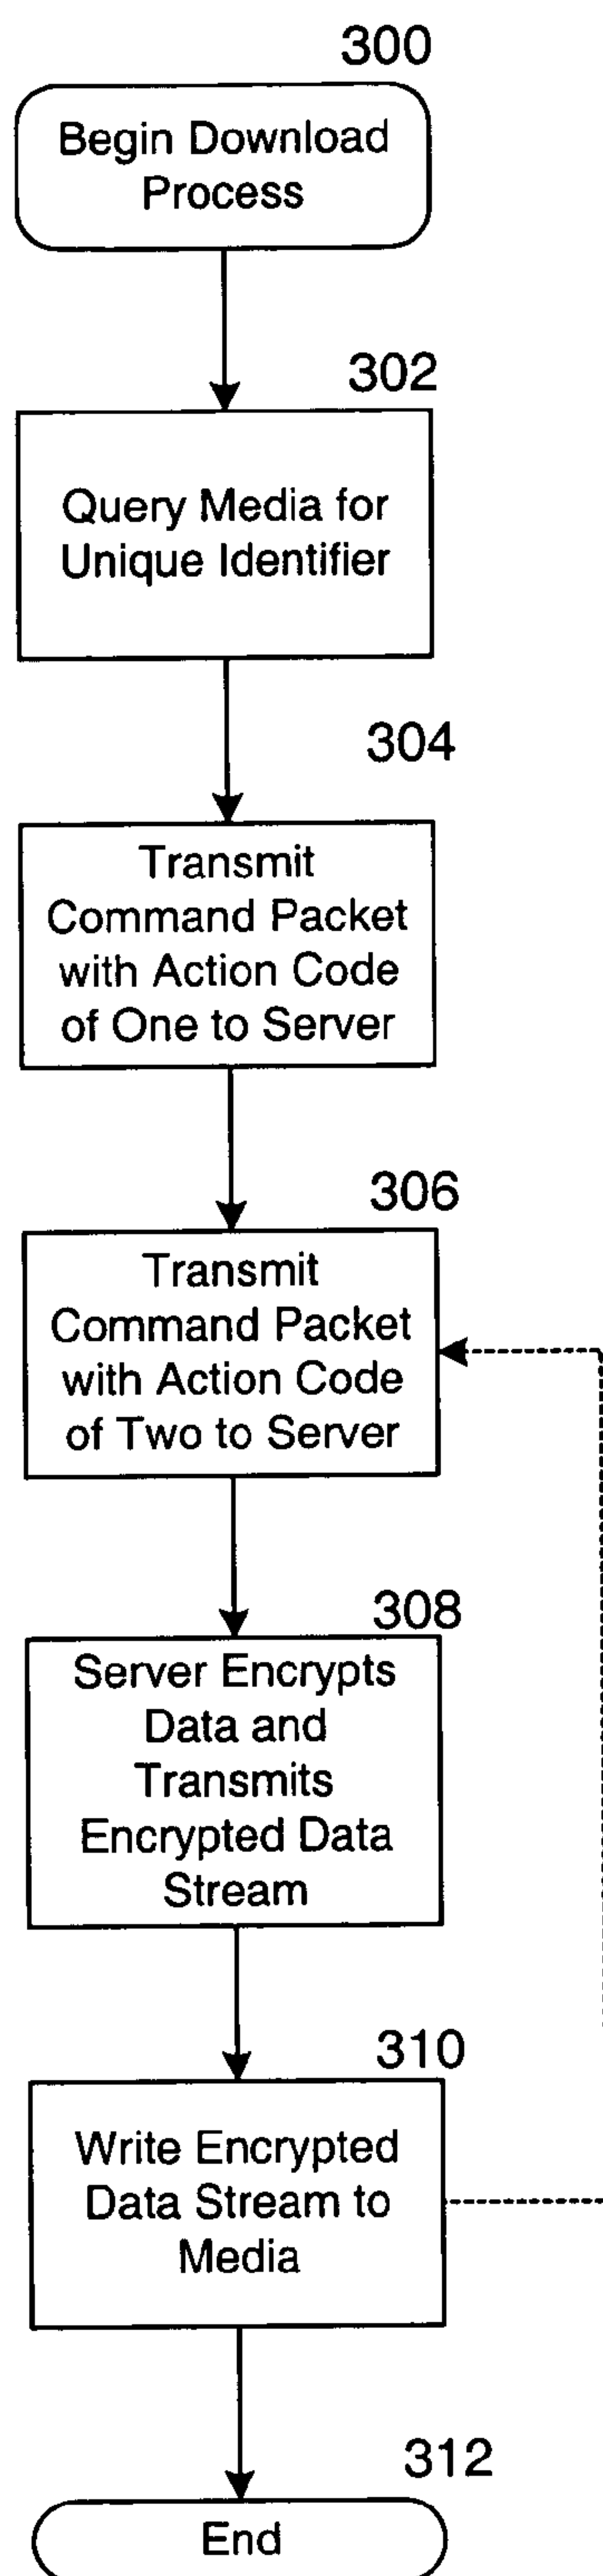 300
Begin Download
Process
302
Query Media for
Unique Identifier
304
Transmit
Command Packet
with Action Code
of One to Server
306
Transmit
Command Packet
with Action Code
of Two to Server
308
Server Encrypts
Data and
Transmits
Encrypted Data
Stream
310
Write Encrypted
Data Stream to
Media
312
End